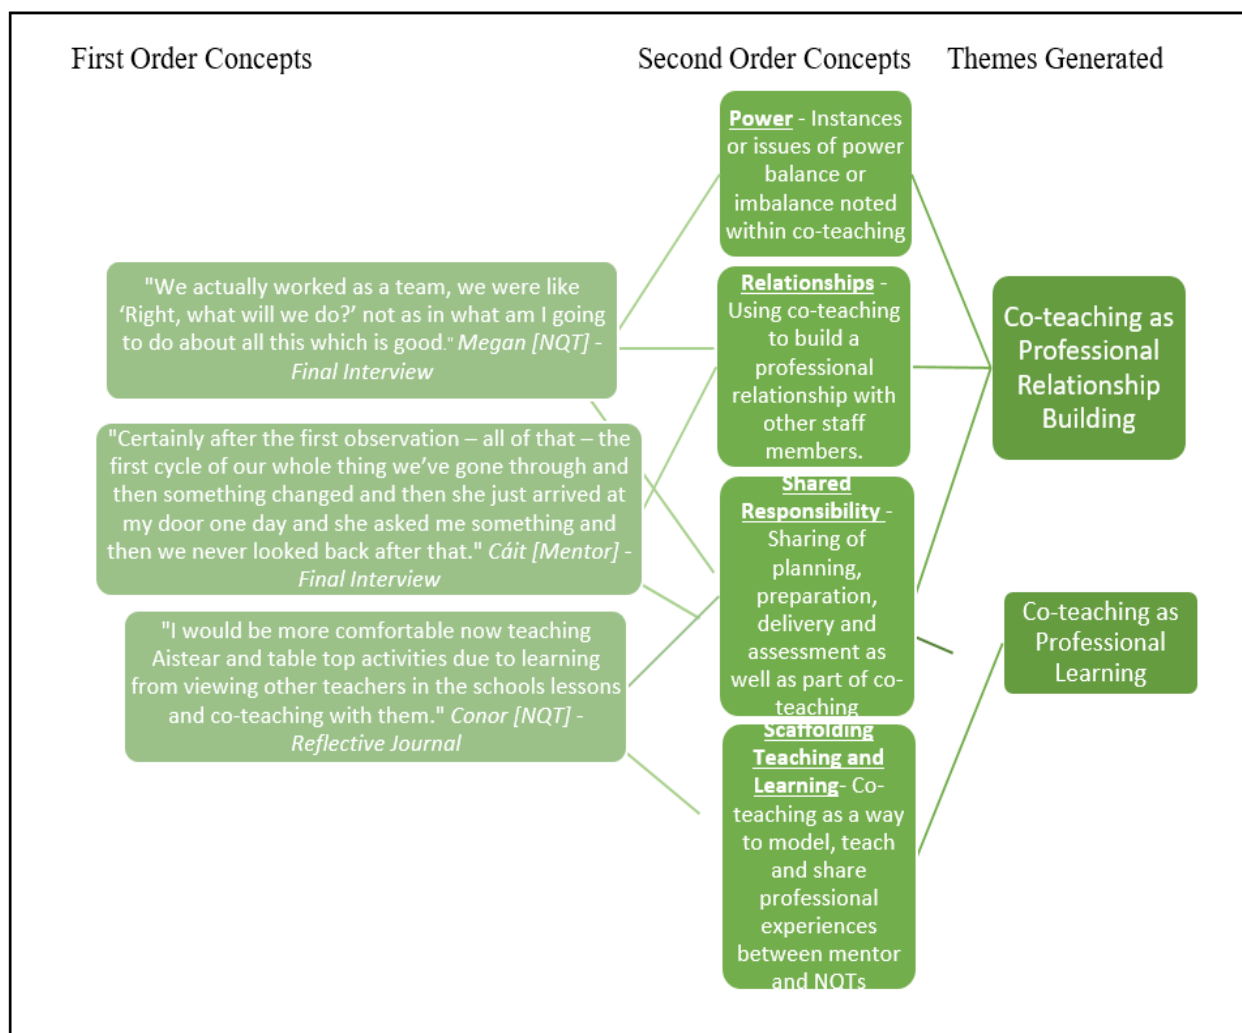 First Order Concepts
Second Order Concepts
Themes Generated
"We actually worked as a team, we were like
‘Right, what will we do?’ not as in what am I going
to do about all this which is good." Megan [NQT] -
Final Interview
"Certainly after the first observation – all of that – the
first cycle of our whole thing we’ve gone through and
then something changed and then she just arrived at
my door one day and she asked me something and
then we never looked back after that." Cáit [Mentor] -
Final Interview
"I would be more comfortable now teaching
Aistear and table top activities due to learning
from viewing other teachers in the schools lessons
and co-teaching with them." Conor [NQT] -
Reflective Journal
Power - Instances
or issues of power
balance or
imbalance noted
within co-teaching
Relationships -
Using co-teaching
to build a
professional
relationship with
other staff
members.
Shared
Responsibility -
Sharing of
planning,
preparation,
delivery and
assessment as
well as part of co-
teaching
Scaffolding
Teaching and
Learning- Co-
teaching as a way
to model, teach
and share
professional
experiences
between mentor
and NQTs
Co-teaching as
Professional
Relationship
Building
Co-teaching as
Professional
Learning